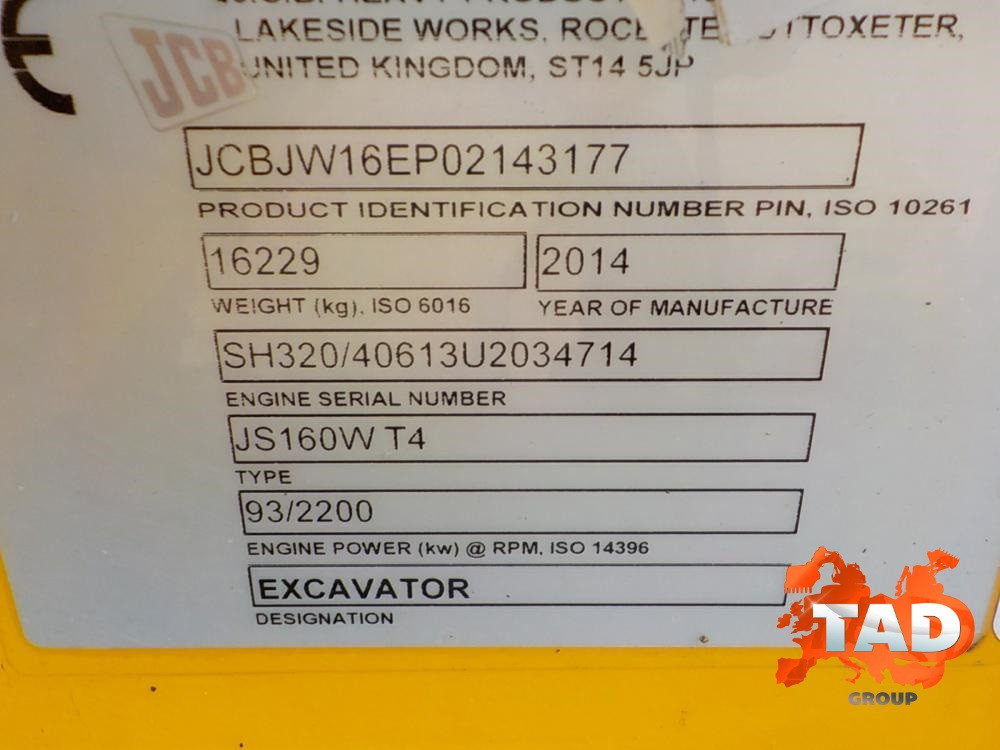 LAKESIDE WORKS, ROC TE TTOXETER,
JCB
UNITED KINGDOM, ST14 5JP
JCBJW16EP02143177
PRODUCT IDENTIFICATION NUMBER PIN, ISO 10261
16229 2014
WEIGHT (kg), ISO 6016 YEAR OF MANUFACTURE
SH320/40613U2034714
ENGINE SERIAL NUMBER
JS160W T4
TYPE
93/2200
ENGINE POWER (kw) @ RPM, ISO 14396
EXCAVATOR
DESIGNATION
TAD
GROUP